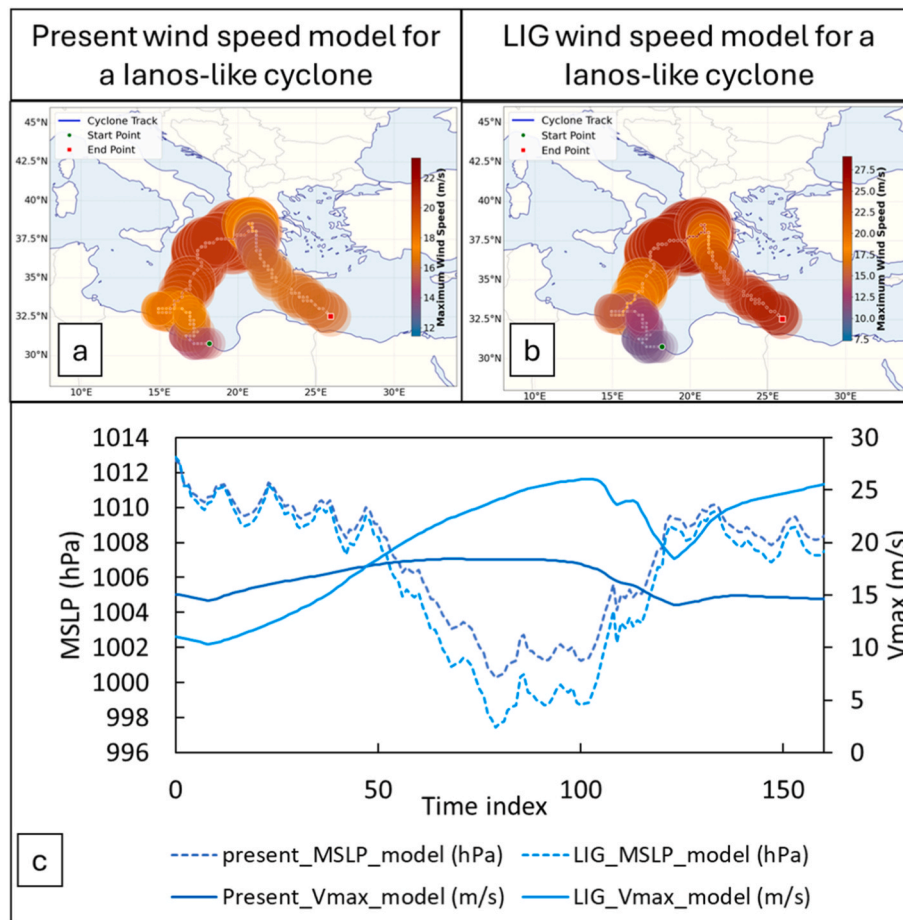 Present wind speed model for
a Ianos-like cyclone
LIG wind speed model for a
Ianos-like cyclone
45°N
42.5°N
40°N
37.5°N
35°N
32.5°N
30°N
10°E
15°E
20°E
25°E
30°E
Cyclone Track
Start Point
End Point
22
20
18
16
14
12
Maximum Wind Speed (m/s)
a
45°N
42.5°N
40°N
37.5°N
35°N
32.5°N
30°N
10°E
15°E
20°E
25°E
30°E
Cyclone Track
Start Point
End Point
27.5
25.0
22.5
20.0
17.5
15.0
12.5
10.0
7.5
Maximum Wind Speed (m/s)
b
MSLP (hPa)
1014
1012
1010
1008
1006
1004
1002
1000
998
996
30
25
20
15
10
5
0
Vmax (m/s)
0
50
100
150
Time index
c
present_MSLP_model (hPa)
LIG_MSLP_model (hPa)
Present_Vmax_model (m/s)
LIG_Vmax_model (m/s)